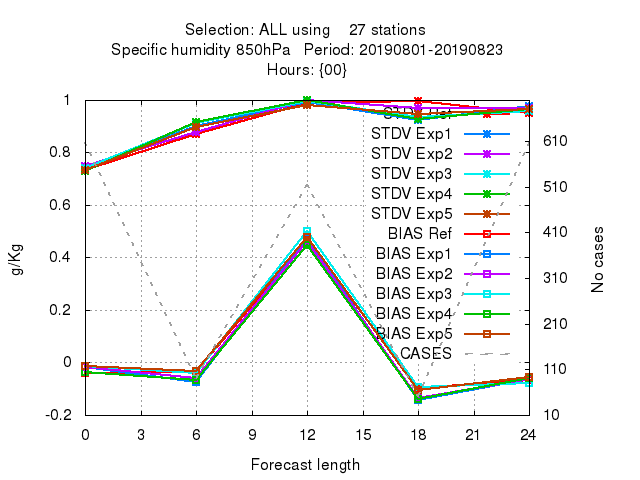 Selection: ALL using 27 stations
Specific humidity 850hPa Period: 20190801-20190823
Hours: {00}
1
0.8
0.6
0.4
0.2
0
-0.2
g/Kg
STDV Exp1
STDV Exp2
STDV Exp3
STDV Exp4
STDV Exp5
BIAS Ref
BIAS Exp1
BIAS Exp2
BIAS Exp3
BIAS Exp4
BIAS Exp5
CASES
610
510
410
310
210
110
10
No cases
0 3 6 9 12 15 18 21 24
Forecast length